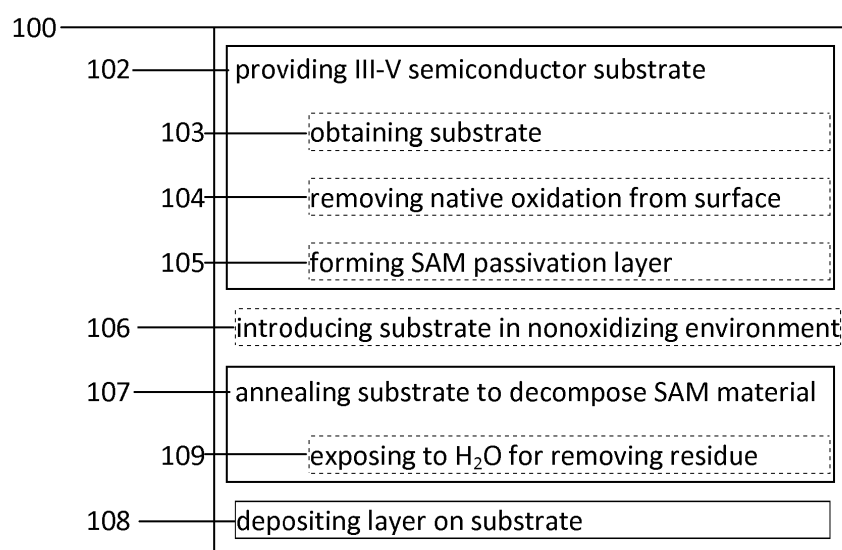 100
102 providing III-V semiconductor substrate
103 obtaining substrate
104 removing native oxidation from surface
105 forming SAM passivation layer
106 introducing substrate in nonoxidizing environment
107 annealing substrate to decompose SAM material
109 exposing to H₂O for removing residue
108 depositing layer on substrate